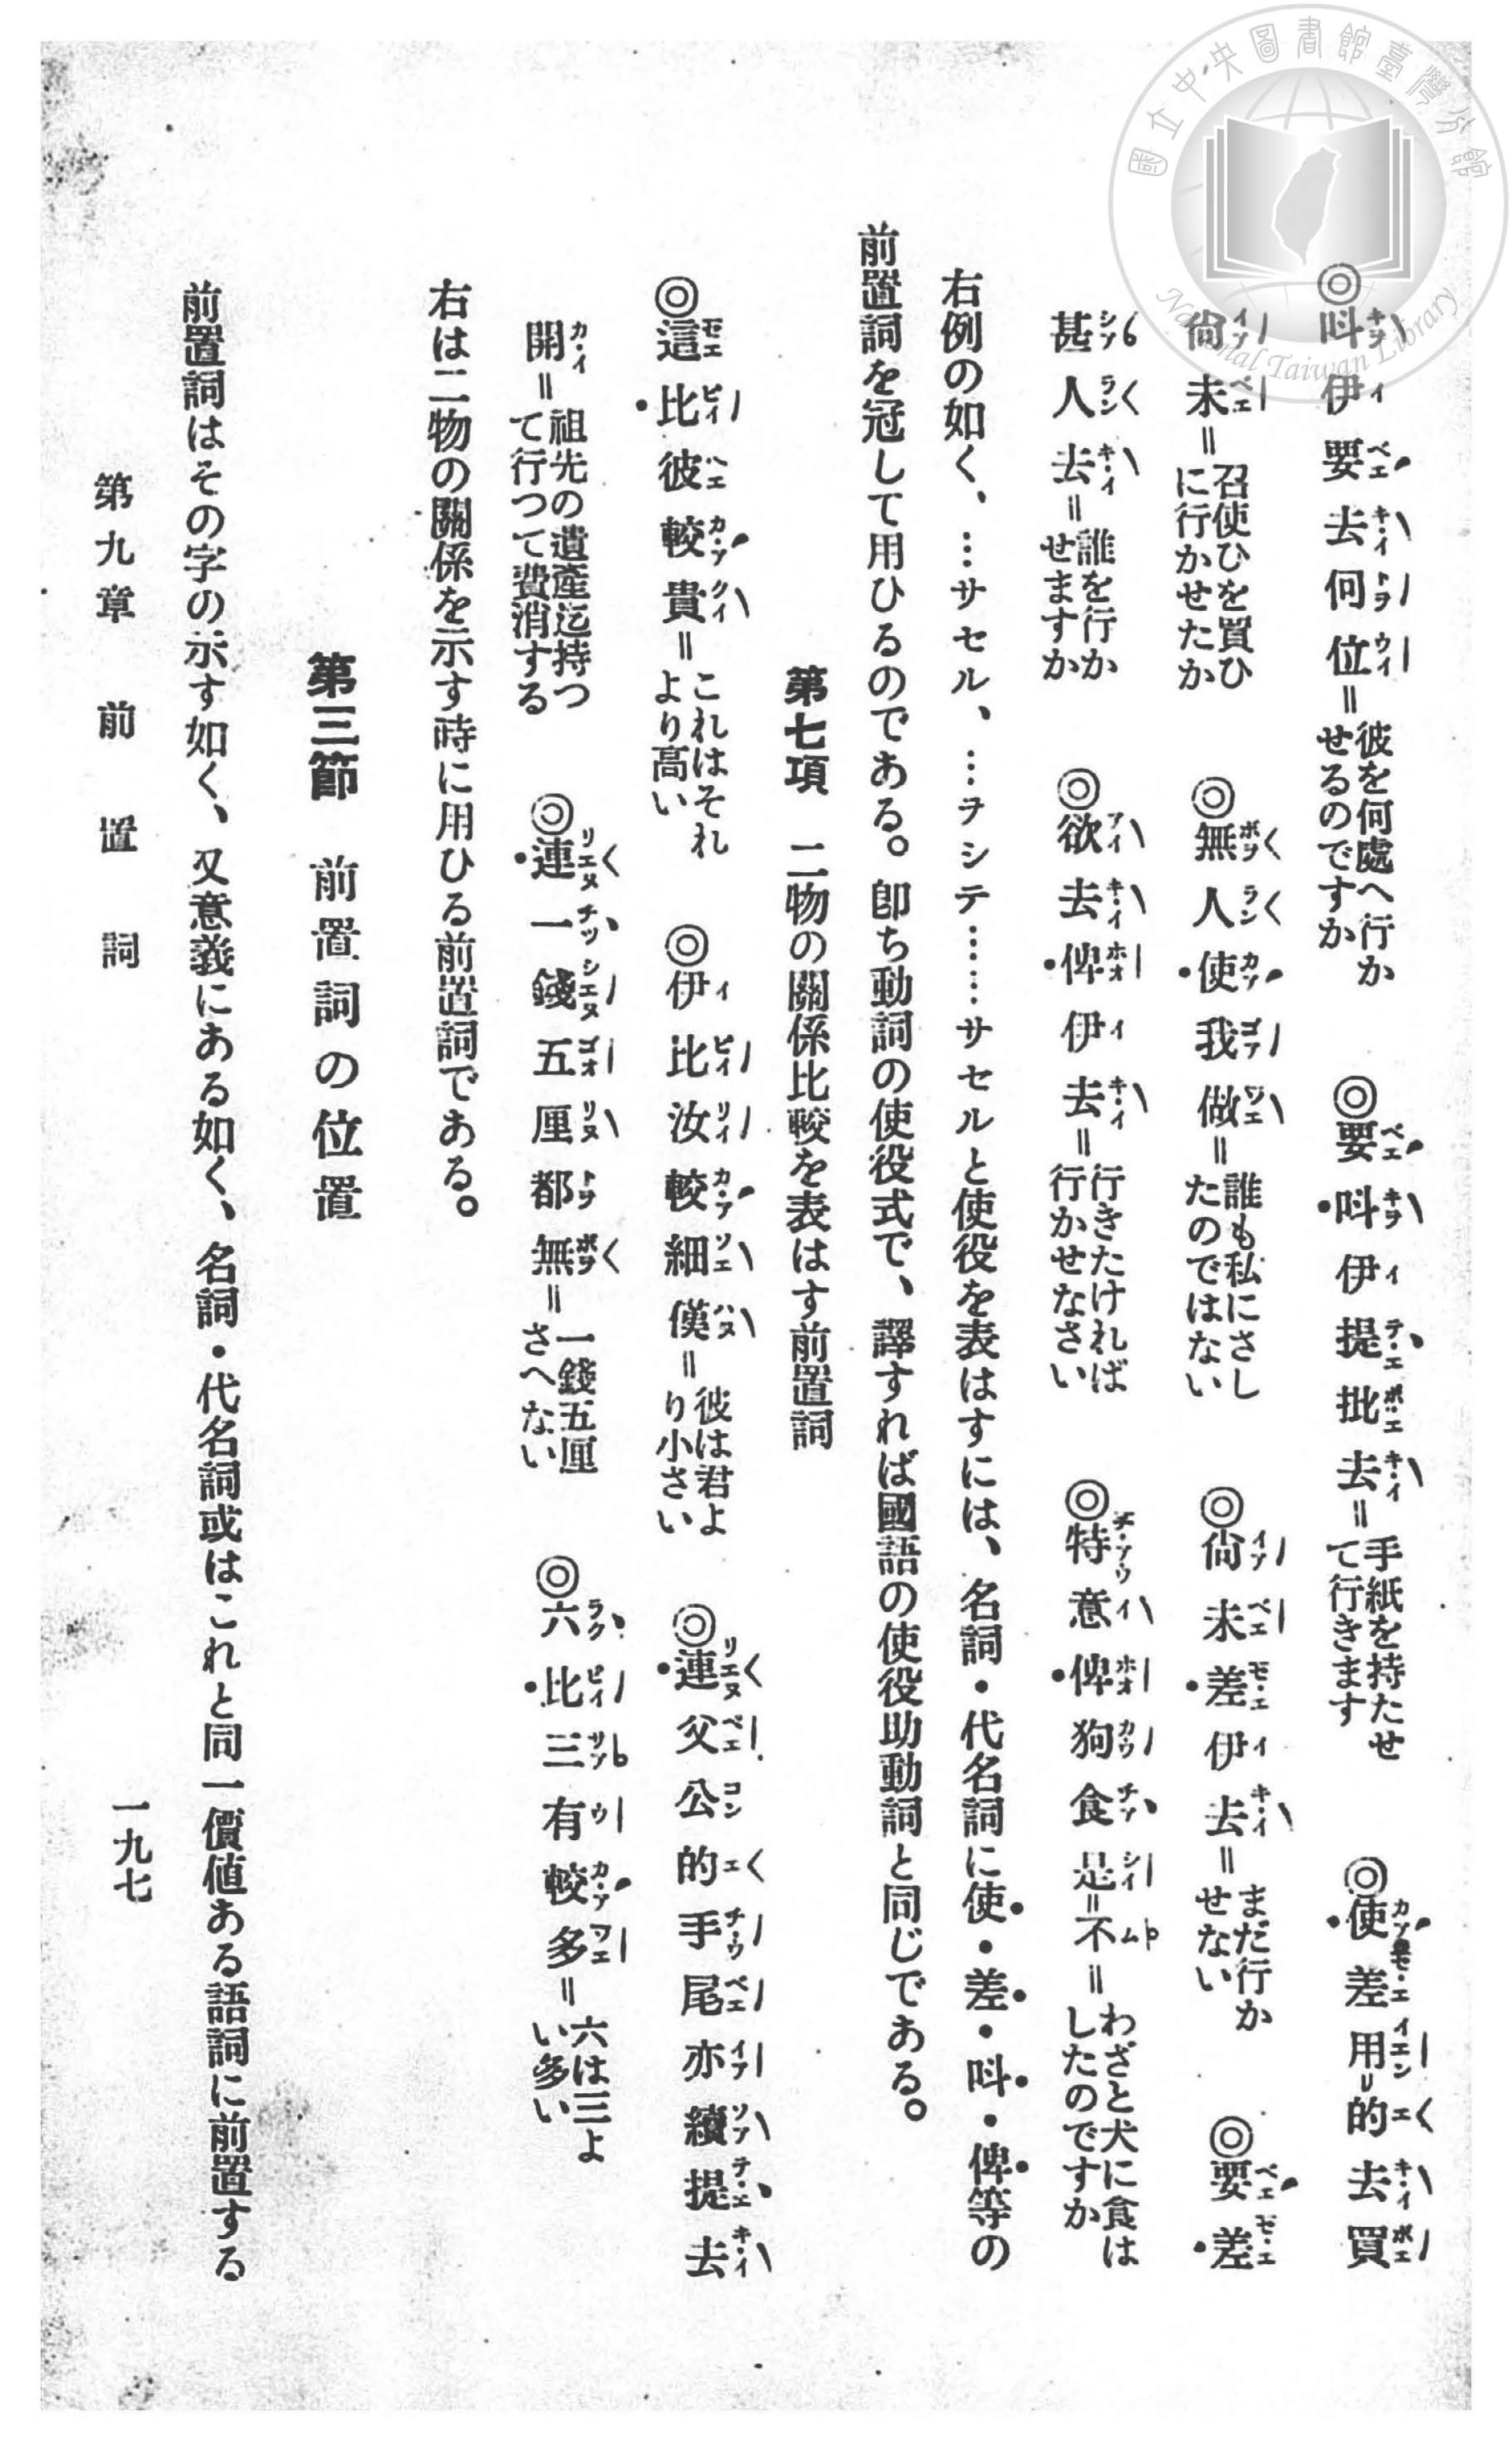 ◎呌伊要去何位=彼を何處へ行かせるのですか ◎要呌伊提批去=手紙を持たせて行きます ◎使差用的去買
尙未=召使ひを買ひに行かせたか ◎無人使我做=誰も私にさしたのではない ◎尙未差伊去=まだ行かせない ◎要差
甚人去=誰を行かせますか ◎欲去俾伊去=行きたければ行かせなさい ◎特意俾狗食是=不=わざと犬に食はしたのですか
右例の如く、…サセル、…ヲシテ……サセルと使役を表はすには、名詞・代名詞に使・差・呌・俾等の
前置詞を冠して用ひるのである。卽ち動詞の使役式で、譯すれば國語の使役助動詞と同じである。
第七項 二物の關係比較を表はす前置詞
◎這比彼較貴=これはそれより高い ◎伊比汝較細漢=彼は君より小さい ◎連父公的手尾亦續提去
開=祖先の遺產迄持つて行つて費消する ◎連一錢五厘都無=一錢五厘さへない ◎六比三有較多=六は三よい多い
右は二物の關係を示す時に用ひる前置詞である。
第三節 前置詞の位置
前置詞はその字の示す如く、又意義にある如く、名詞・代名詞或はこれと同一價値ある語詞に前置する
第九章 前置詞 一九七
國立中央圖書館臺灣分館
National Taiwan Library